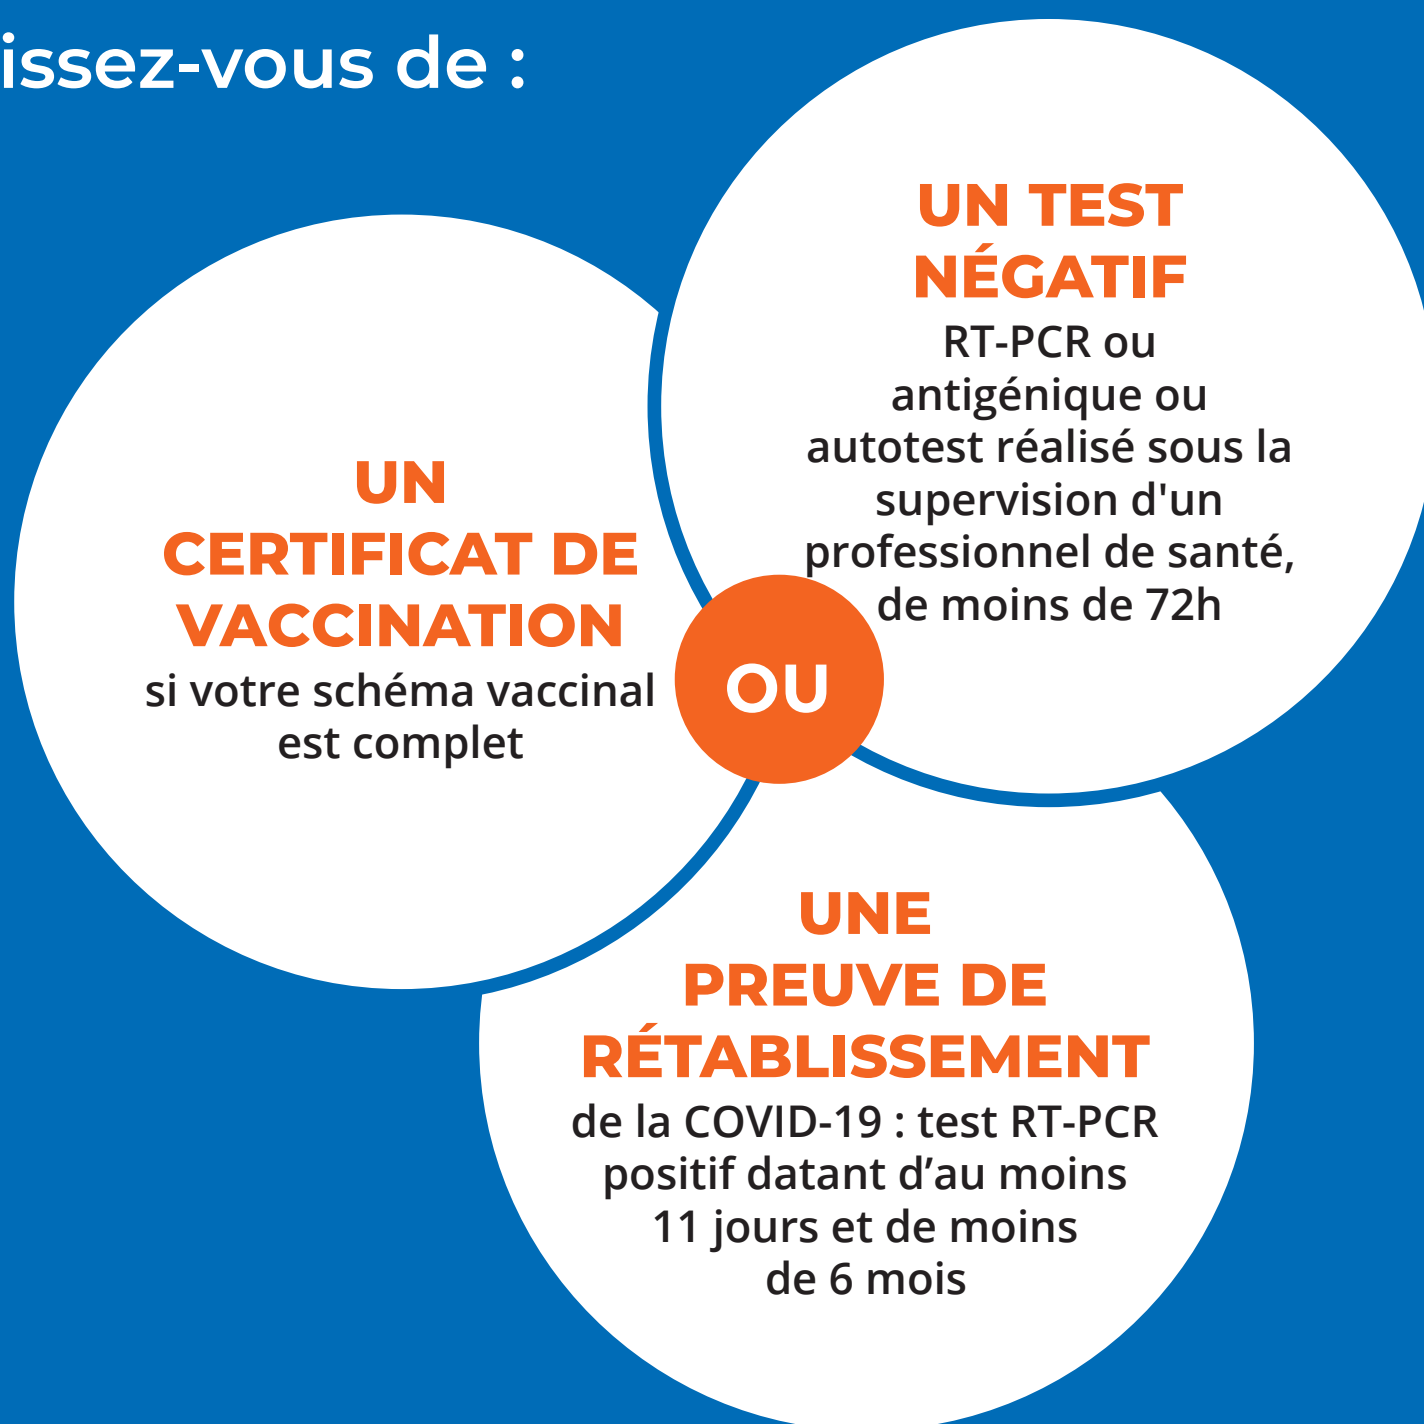 issez-vous de :
UN TEST
NÉGATIF
RT-PCR ou
antigénique ou
autotest réalisé sous la
supervision d'un
professionnel de santé,
de moins de 72h
UN
CERTIFICAT DE
VACCINATION
si votre schéma vaccinal
est complet
OU
UNE
PREUVE DE
RÉTABLISSEMENT
de la COVID-19 : test RT-PCR
positif datant d’au moins
11 jours et de moins
de 6 mois